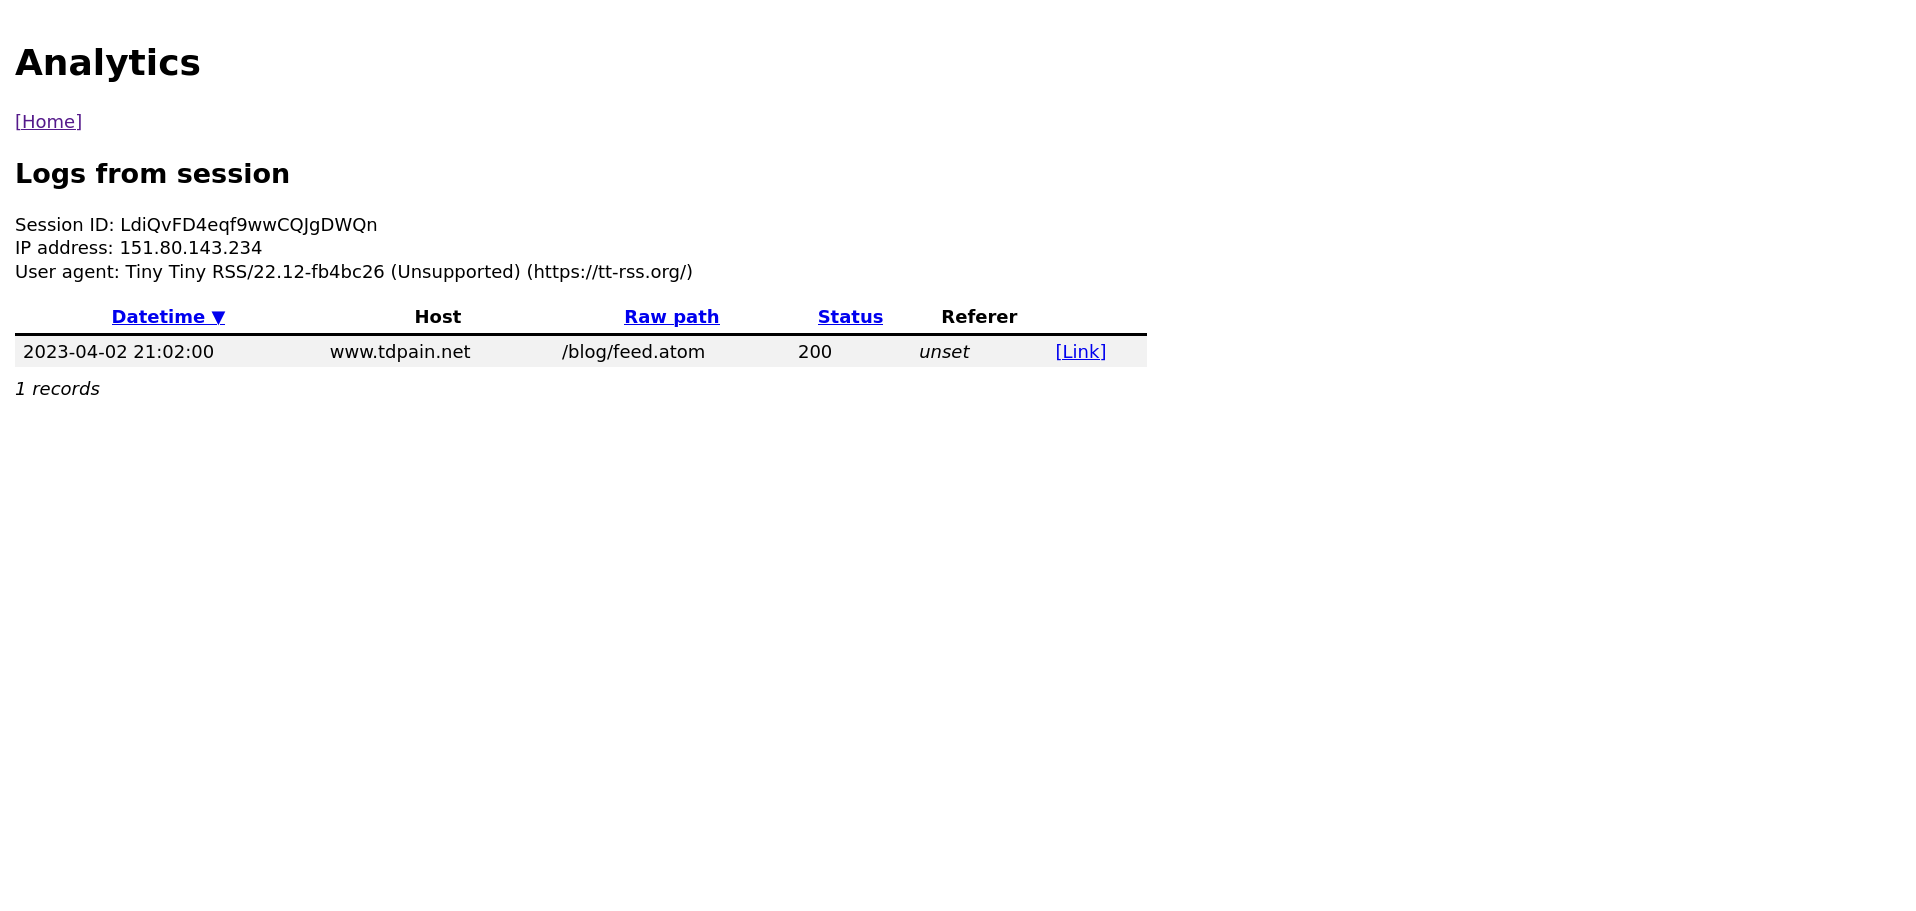 Analytics
[Home]
Logs from session
Session ID: LdiQvFD4eqf9wwCQJgDWQn
IP address: 151.80.143.234
User agent: Tiny Tiny RSS/22.12-fb4bc26 (Unsupported) (https://tt-rss.org/)
Datetime ▼ Host Raw path Status Referer
2023-04-02 21:02:00 www.tdpain.net /blog/feed.atom 200 unset [Link]
1 records